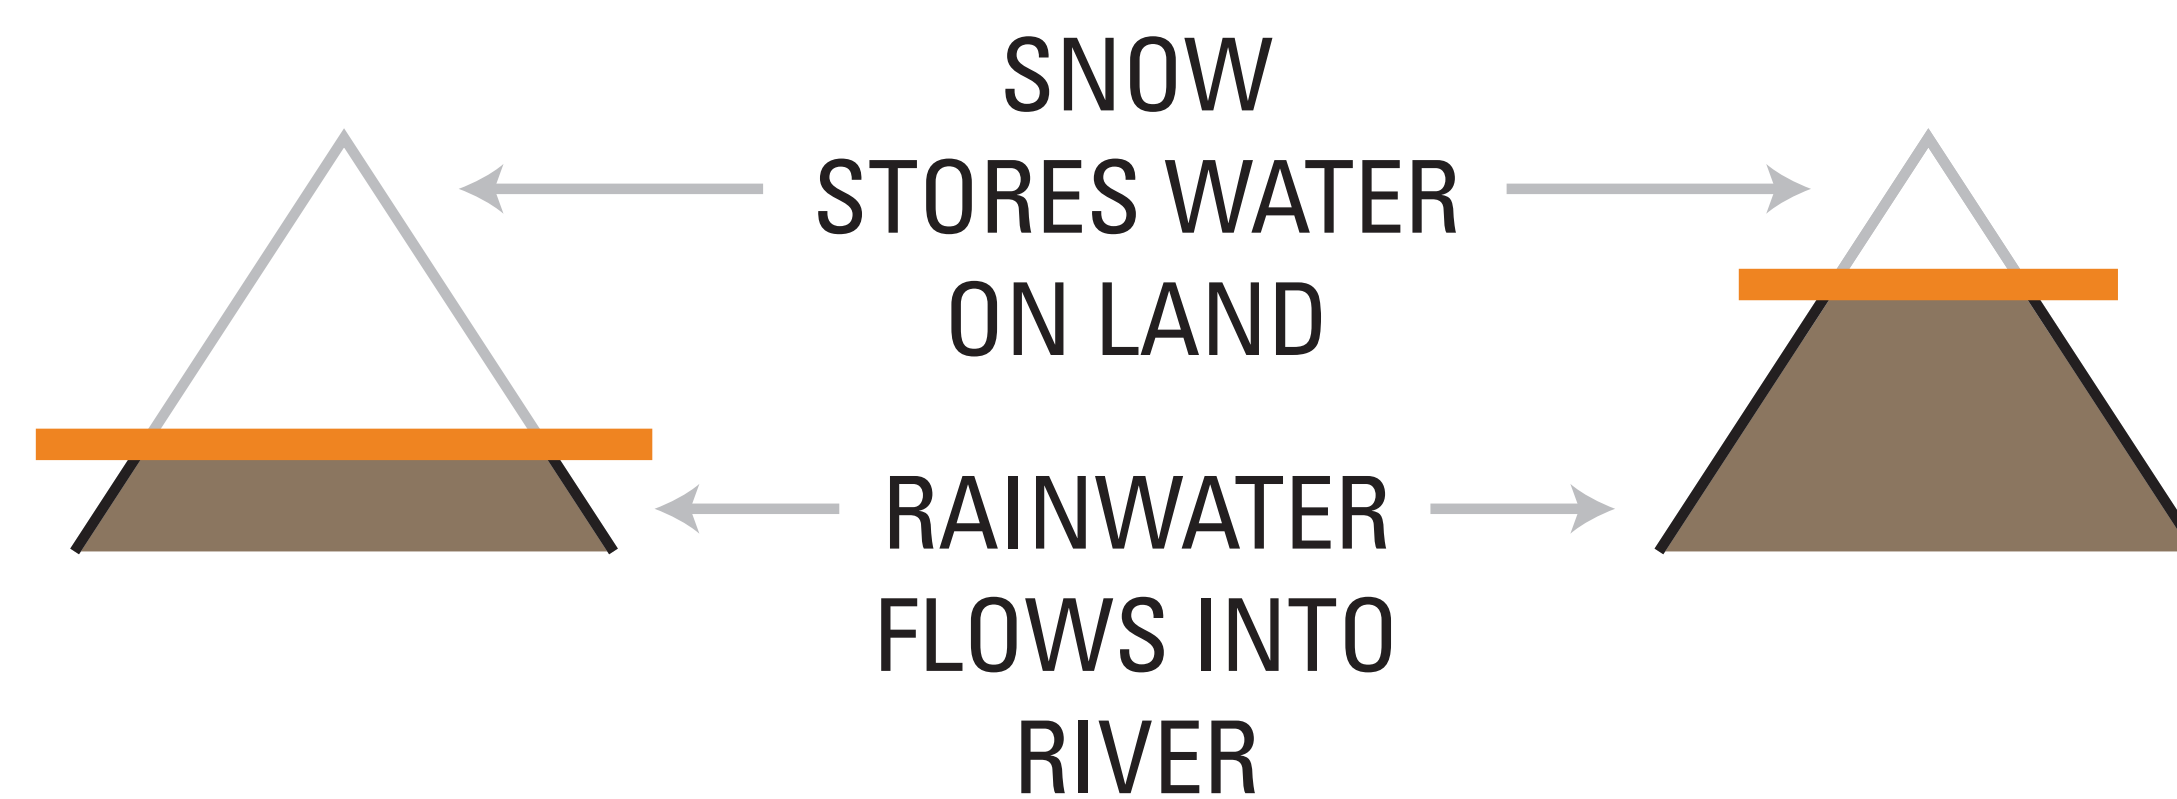 SNOW
STORES WATER
ON LAND
RAINWATER
FLOWS INTO
RIVER